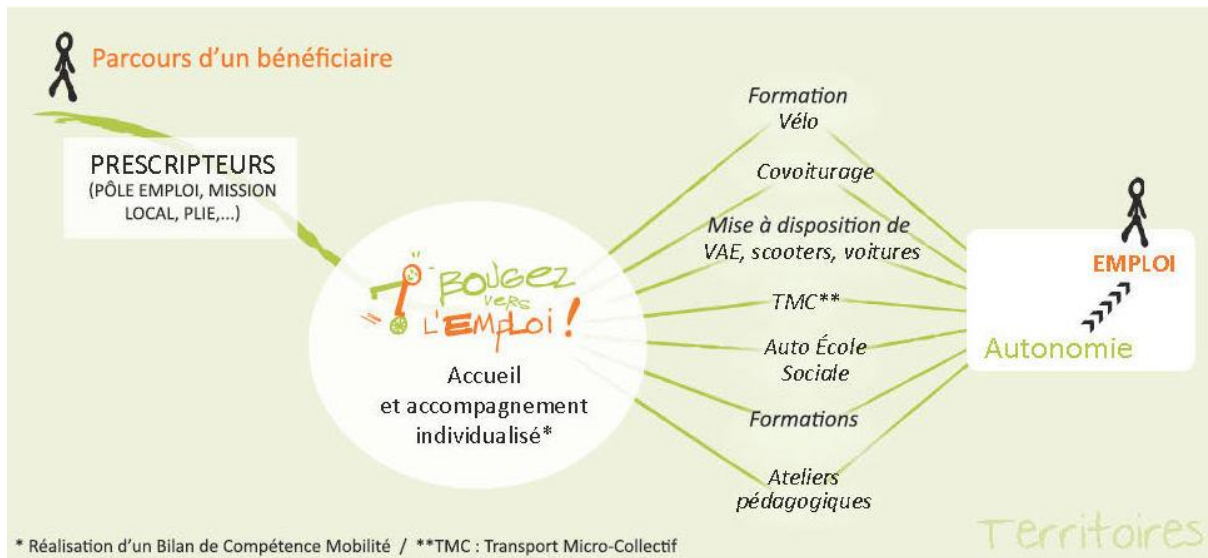 Parcours d'un bénéficiaire
PRESCRIPTEURS
(PÔLE EMPLOI, MISSION
LOCAL, PLIE,...)
BOUGEZ
VERS
L'EMPLOI !
Accueil
et accompagnement
individualisé*
Formation
Vélo
Covoiturage
Mise à disposition de
VAE, scooters, voitures
TMC**
Auto École
Sociale
Formations
Ateliers
pédagogiques
EMPLOI
Autonomie
* Réalisation d'un Bilan de Compétence Mobilité / **TMC : Transport Micro-Collectif
Territoires